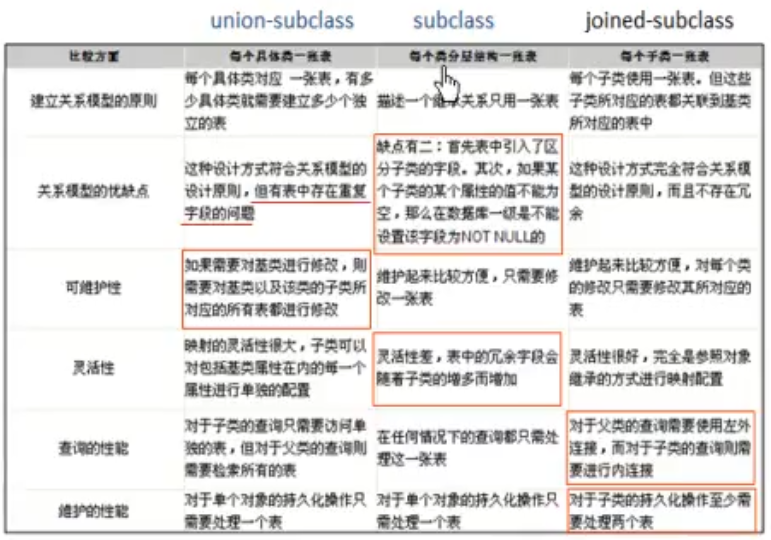 union-subclass subclass joined-subclass
比较方面 每个具体类一张表 每个类分层结构一张表 每个子类一张表
建立关系模型的原则
每个具体类对应 一张表，有多
少具体类就需要建立多少个独
立的表
描述一个继承关系只用一张表
每个子类使用一张表。但这些
子类所对应的表都关联到基类
所对应的表中
关系模型的优缺点
这种设计方式符合关系模型的
设计原则，但有表中存在重复
字段的问题
缺点有二：首先表中引入了区
分子类的字段。其次，如果某
个子类的某个属性的值不能为
空，那么在数据库一级是不能
设置该字段为NOT NULL的
这种设计方式完全符合关系模
型的设计原则，而且不存在冗
余
可维护性
如果需要对基类进行修改，则
需要对基类以及该类的子类所
对应的所有表都进行修改
维护起来比较方便，只需要修
改一张表
维护起来比较方便，对每个类
的修改只需要修改其所对应的
表
灵活性
映射的灵活性很大，子类可以
对包括基类属性在内的每一个
属性进行单独的配置
灵活性差，表中的冗余字段会
随着子类的增多而增加
灵活性很好，完全是参照对象
继承的方式进行映射配置
查询的性能
对于子类的查询只需要访问单
独的表，但对于父类的查询则
需要检索所有的表
在任何情况下的查询都只需处
理这一张表
对于父类的查询需要使用左外
连接，而对于子类的查询则需
要进行内连接
维护的性能
对于单个对象的持久化操作只
需要处理一个表
对于单个对象的持久化操作只
需处理一个表
对于子类的持久化操作至少需
要处理两个表